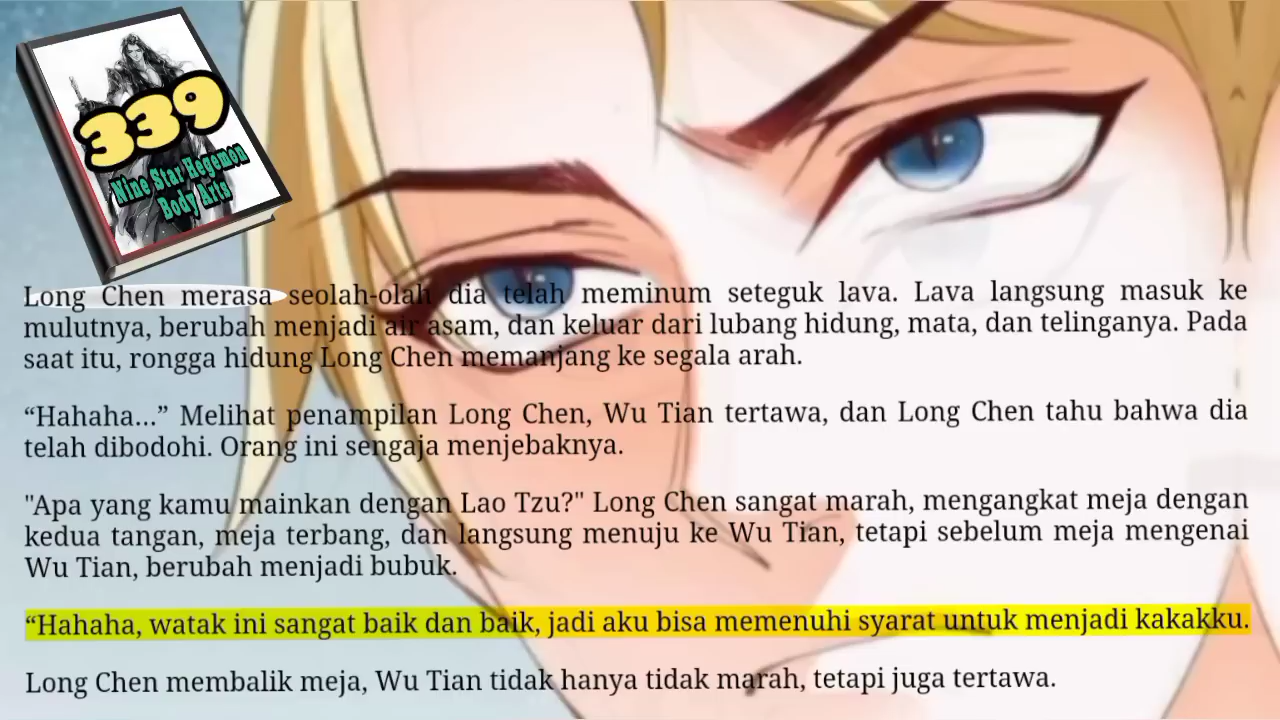 339
Nine Star Hegemon
Body Arts
Long Chen merasa seolah-olah dia telah meminum seteguk lava. Lava langsung masuk ke
mulutnya, berubah menjadi air asam, dan keluar dari lubang hidung, mata, dan telinganya. Pada
saat itu, rongga hidung Long Chen memanjang ke segala arah.
“Hahaha...” Melihat penampilan Long Chen, Wu Tian tertawa, dan Long Chen tahu bahwa dia
telah dibodohi. Orang ini sengaja menjebaknya.
"Apa yang kamu mainkan dengan Lao Tzu?" Long Chen sangat marah, mengangkat meja dengan
kedua tangan, meja terbang, dan langsung menuju ke Wu Tian, tetapi sebelum meja mengenai
Wu Tian, berubah menjadi bubuk.
“Hahaha, watak ini sangat baik dan baik, jadi aku bisa memenuhi syarat untuk menjadi kakakku.
Long Chen membalik meja, Wu Tian tidak hanya tidak marah, tetapi juga tertawa.